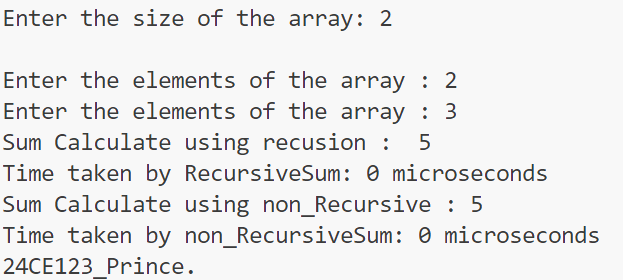 Enter the size of the array: 2
Enter the elements of the array : 2
Enter the elements of the array : 3
Sum Calculate using recusion :  5
Time taken by RecursiveSum: 0 microseconds
Sum Calculate using non_Recursive : 5
Time taken by non_RecursiveSum: 0 microseconds
24CE123_Prince.